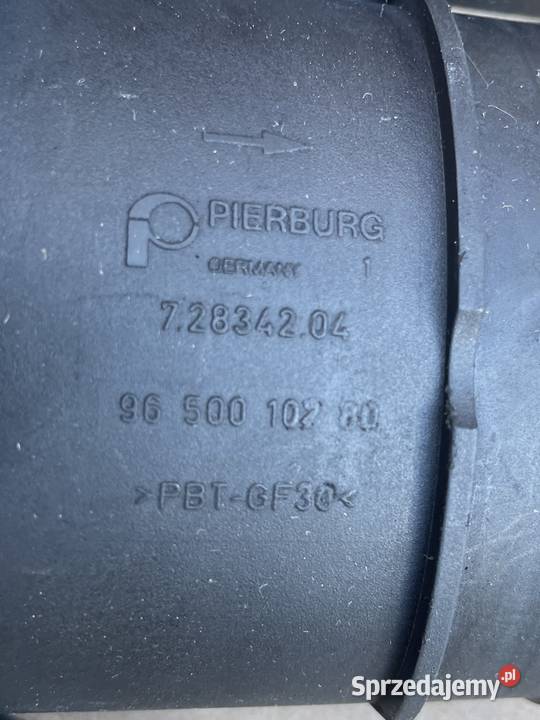 PIERBURG
GERMANY 1
7.28342.04
96 500 102 80
>PBT-GF30<
Sprzedajemy.pl